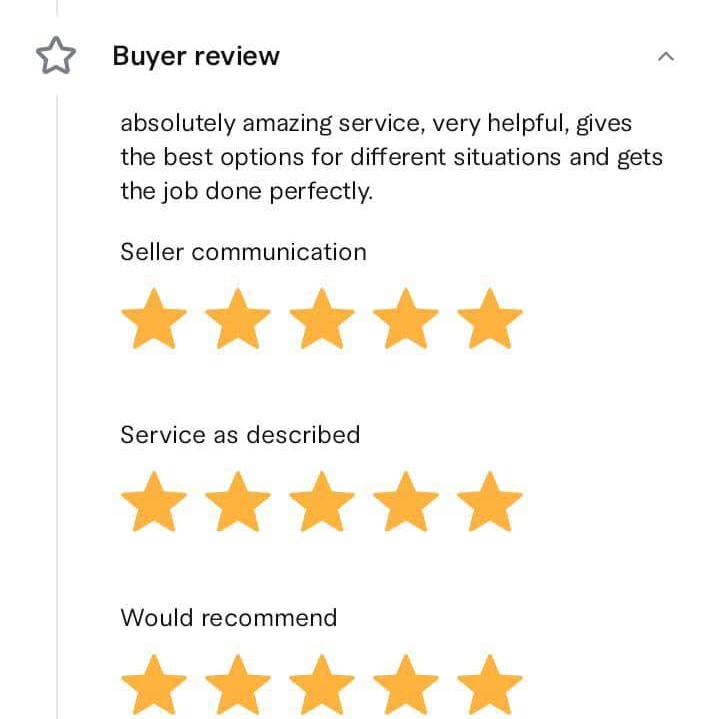 Buyer review
absolutely amazing service, very helpful, gives
the best options for different situations and gets
the job done perfectly.
Seller communication
Service as described
Would recommend